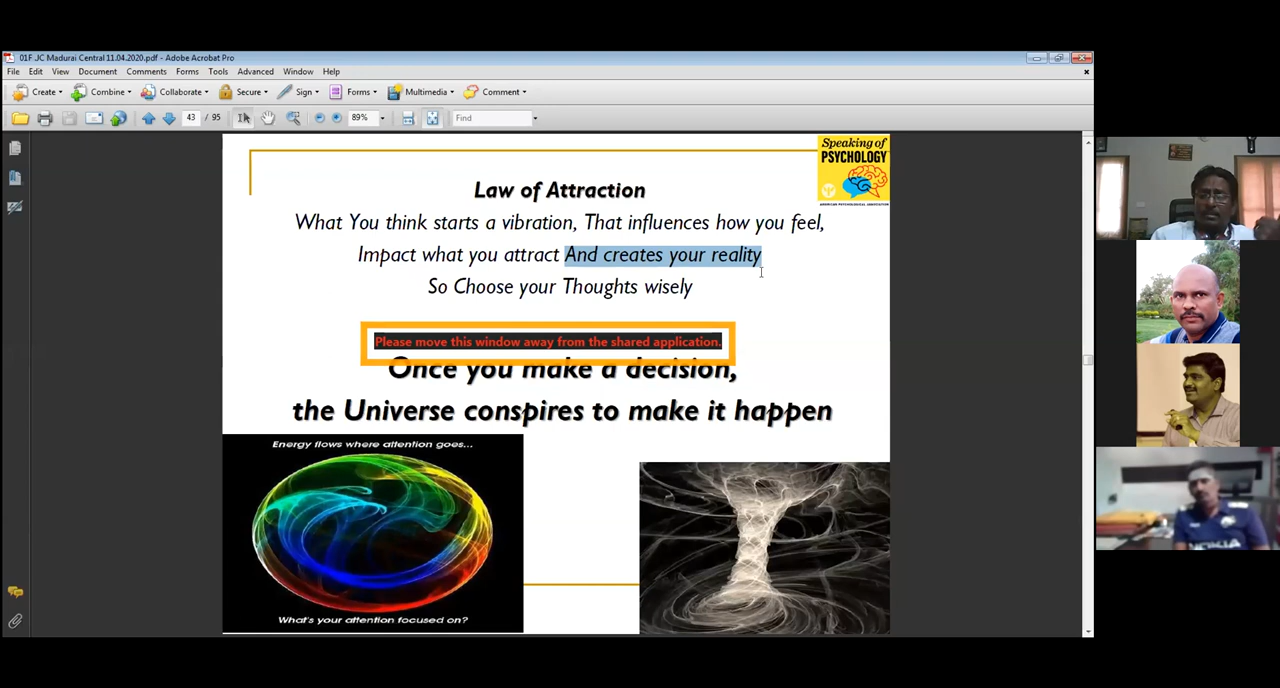 01F JC Madurai Central 11.04.2020.pdf - Adobe Acrobat Pro
File Edit View Document Comments Forms Tools Advanced Window Help
Create Combine Collaborate Secure Sign Forms Multimedia Comment
43 / 95 89% Find
Speaking of
PSYCHOLOGY
AMERICAN PSYCHOLOGICAL ASSOCIATION
Law of Attraction
What You think starts a vibration, That influences how you feel,
Impact what you attract And creates your reality
So Choose your Thoughts wisely
Please move this window away from the shared application.
Once you make a decision,
the Universe conspires to make it happen
Energy flows where attention goes...
What's your attention focused on?
NOKIA